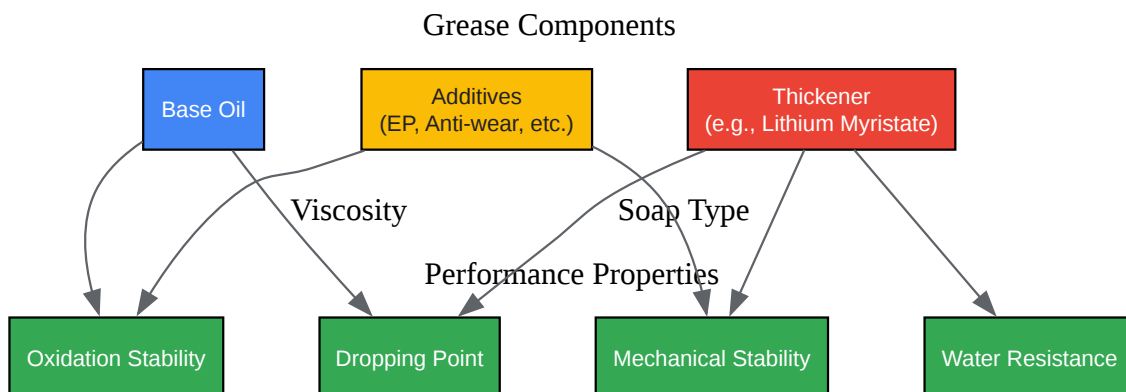 Grease Components
Base Oil
Additives
(EP, Anti-wear, etc.)
Thickener
(e.g., Lithium Myristate)
Viscosity
Soap Type
Performance Properties
Oxidation Stability
Dropping Point
Mechanical Stability
Water Resistance